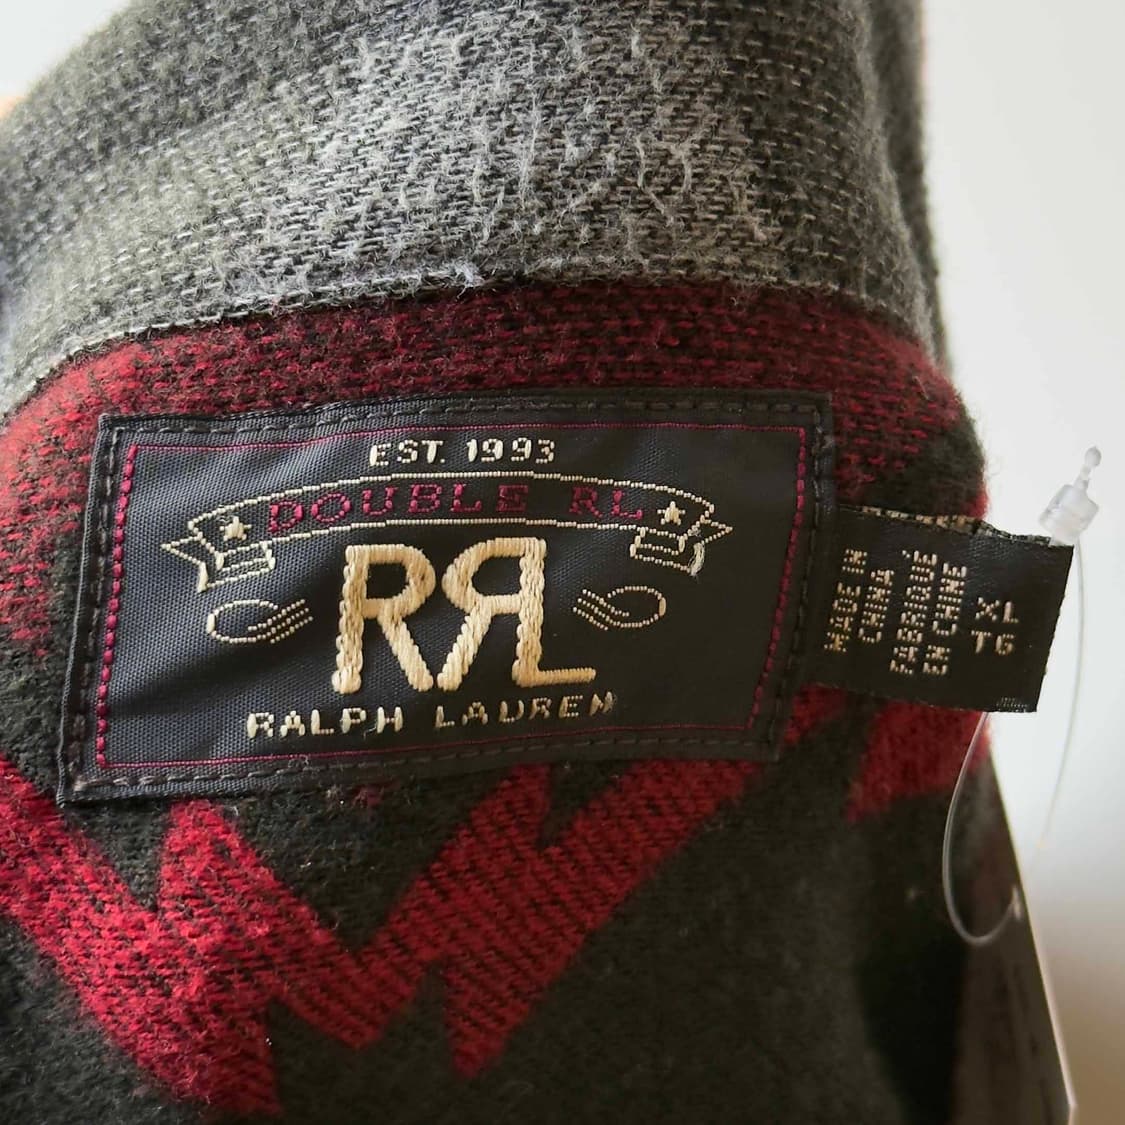 EST. 1993
DOUBLE RL
RRL
RALPH LAUREN
MADE IN
CHINA
FABRIQUÉ
EN CHINE
XL
TG